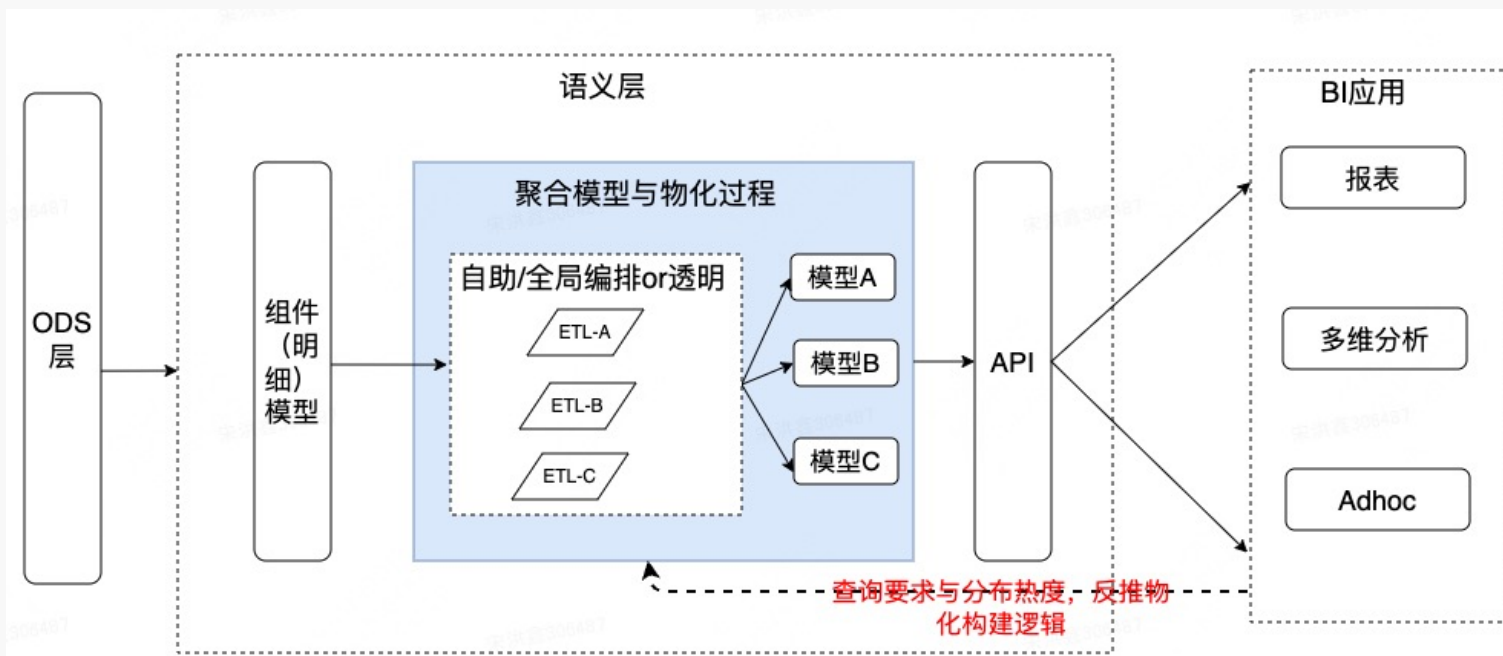 语义层
BI应用
ODS
层
组件
（明
细）
模型
聚合模型与物化过程
自助/全局编排or透明
ETL-A
ETL-B
ETL-C
模型A
模型B
模型C
API
报表
多维分析
Adhoc
查询要求与分布热度，反推物
化构建逻辑